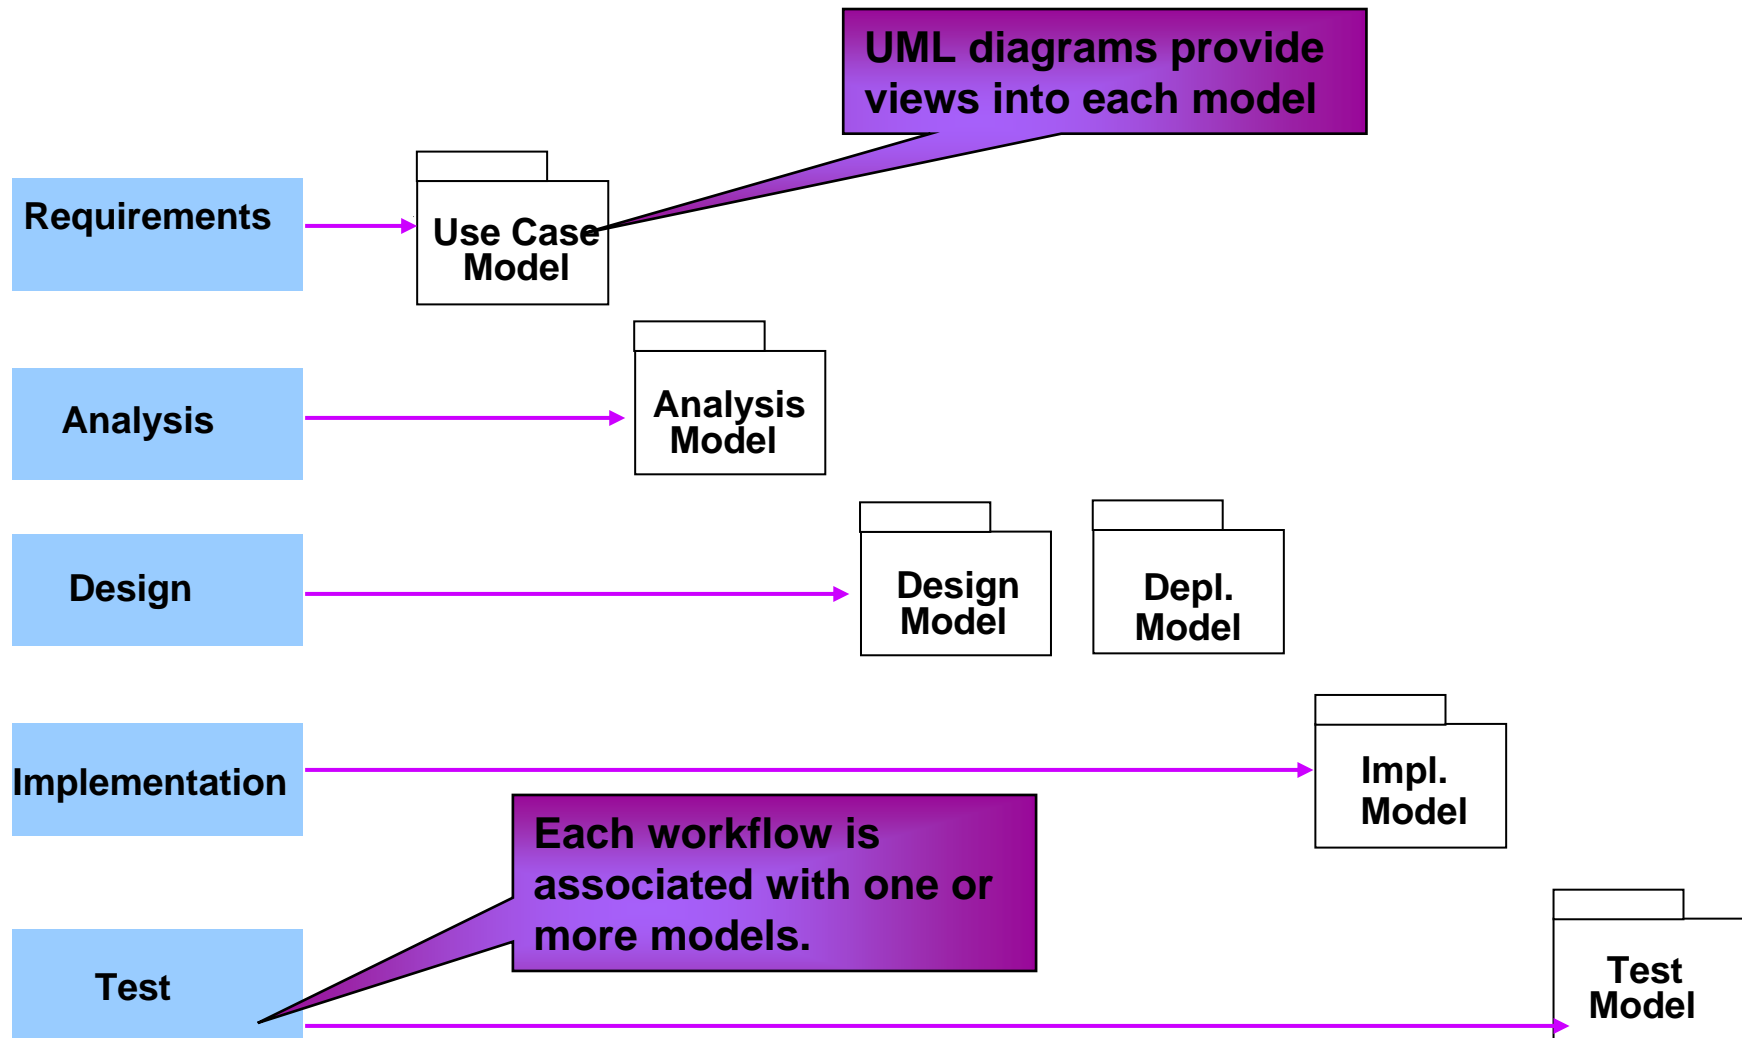 UML diagrams provide
views into each model
Requirements
Use Case
Model
Analysis
Analysis
Model
Design
Design
Model
Depl.
Model
Implementation
Impl.
Model
Each workflow is
associated with one or
more models.
Test
Test
Model